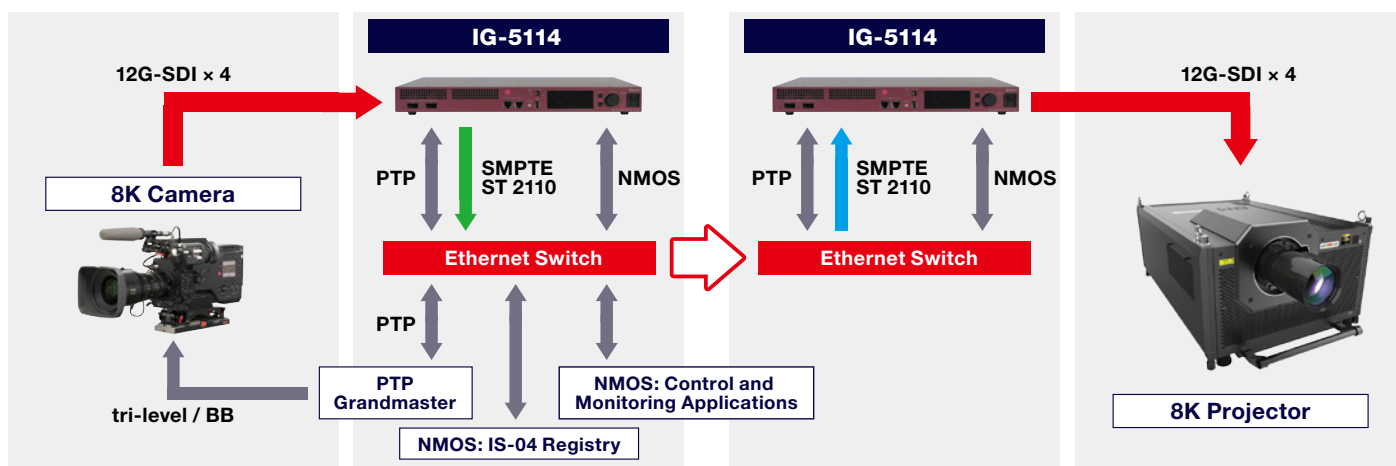 IG-5114
IG-5114
12G-SDI × 4
12G-SDI × 4
PTP
SMPTE
ST 2110
NMOS
PTP
SMPTE
ST 2110
NMOS
8K Camera
Ethernet Switch
Ethernet Switch
PTP
PTP
Grandmaster
NMOS: Control and
Monitoring Applications
tri-level / BB
8K Projector
NMOS: IS-04 Registry